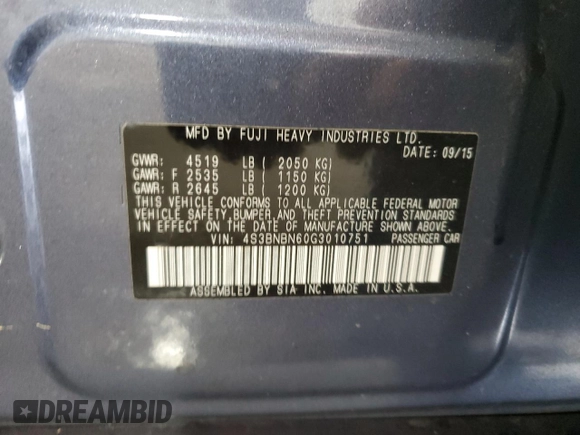 MFD BY FUJI HEAVY INDUSTRIES LTD.
DATE: 09/15
GVWR: 4519 LB ( 2050 KG)
GAWR: F 2535 LB ( 1150 KG)
GAWR: R 2645 LB ( 1200 KG)
THIS VEHICLE CONFORMS TO ALL APPLICABLE FEDERAL MOTOR
VEHICLE SAFETY, BUMPER, AND THEFT PREVENTION STANDARDS
IN EFFECT ON THE DATE OF MANUFACTURE SHOWN ABOVE.
VIN: 4S3BNBN60G3010751 PASSENGER CAR
ASSEMBLED BY SIA INC. MADE IN U.S.A.
DREAMBID